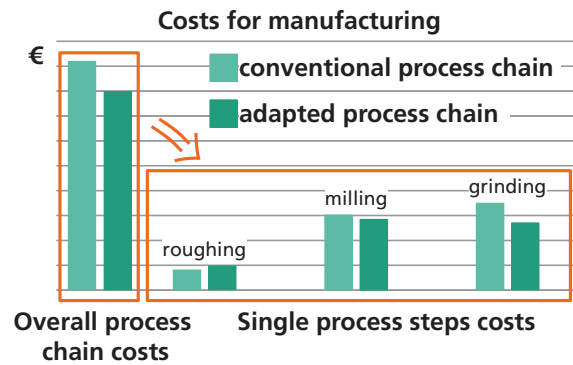 Costs for manufacturing
€
conventional process chain
adapted process chain
roughing
milling
grinding
Overall process
chain costs
Single process steps costs